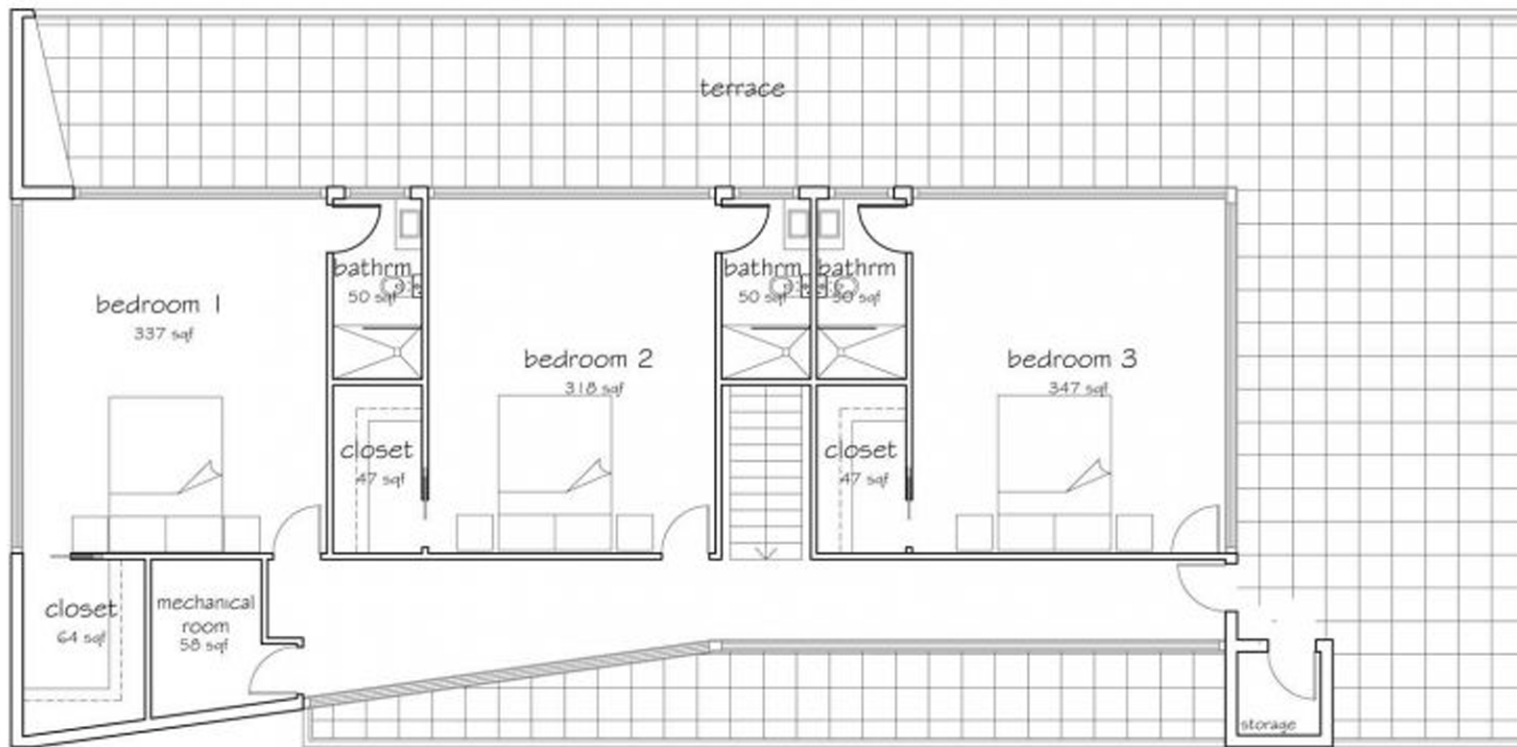 terrace
bedroom 1
337 sqf
bathrm
50 sqf
bedroom 2
318 sqf
bathrm
50 sqf
bathrm
50 sqf
bedroom 3
347 sqf
closet
47 sqf
closet
47 sqf
closet
64 sqf
mechanical
room
58 sqf
storage